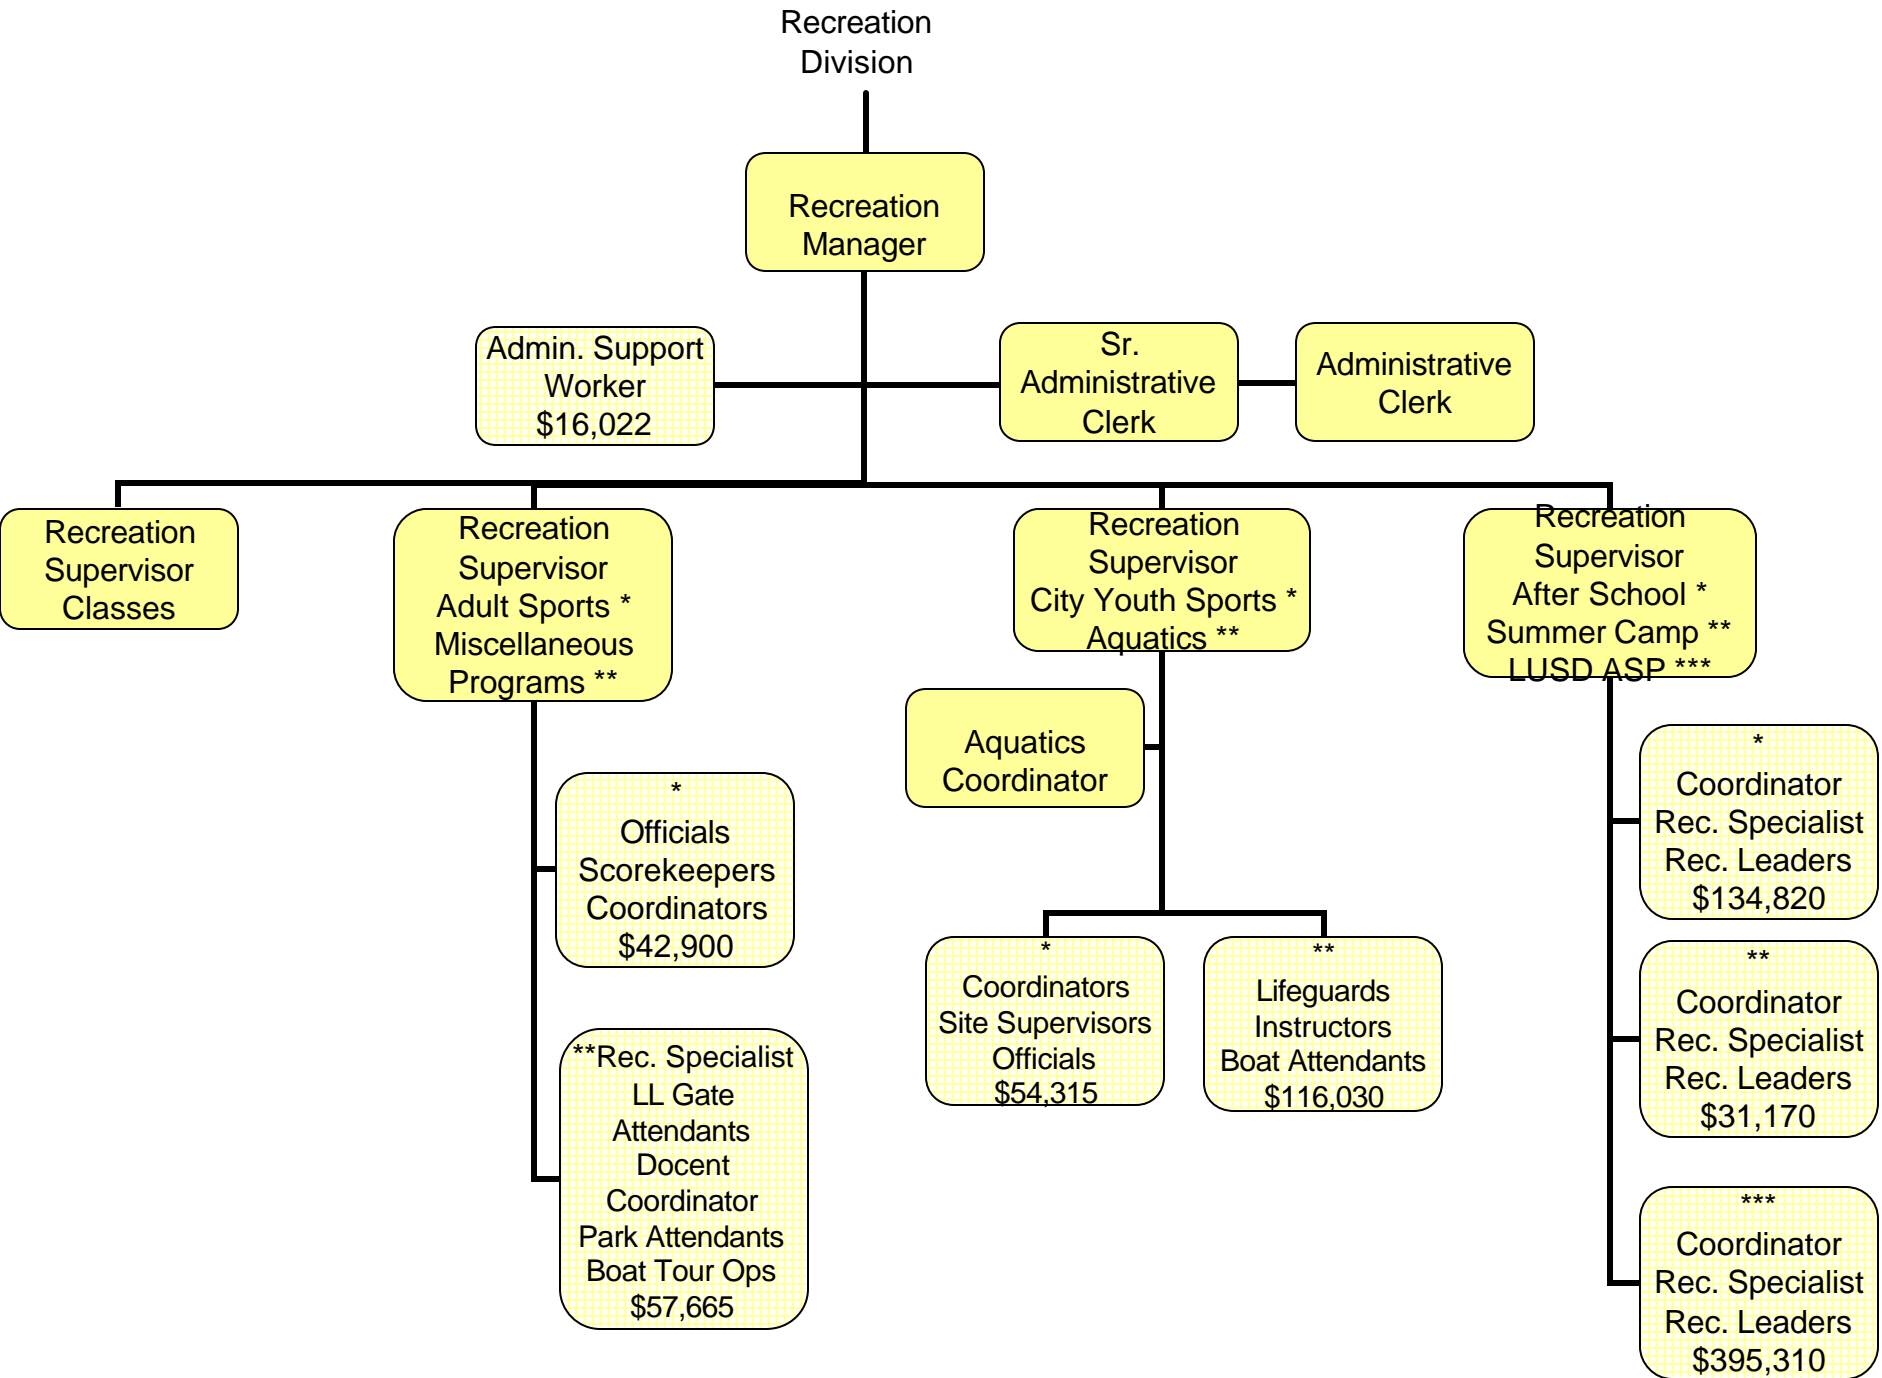 Recreation
Division
Recreation
Manager
Admin. Support
Worker
$16,022
Sr.
Administrative
Clerk
Administrative
Clerk
Recreation
Supervisor
Classes
Recreation
Supervisor
Adult Sports *
Miscellaneous
Programs **
Recreation
Supervisor
City Youth Sports *
Aquatics **
Recreation
Supervisor
After School *
Summer Camp **
LUSD ASP ***
Aquatics
Coordinator
*
Officials
Scorekeepers
Coordinators
$42,900
**Rec. Specialist
LL Gate
Attendants
Docent
Coordinator
Park Attendants
Boat Tour Ops
$57,665
*
Coordinators
Site Supervisors
Officials
$54,315
**
Lifeguards
Instructors
Boat Attendants
$116,030
*
Coordinator
Rec. Specialist
Rec. Leaders
$134,820
**
Coordinator
Rec. Specialist
Rec. Leaders
$31,170
***
Coordinator
Rec. Specialist
Rec. Leaders
$395,310